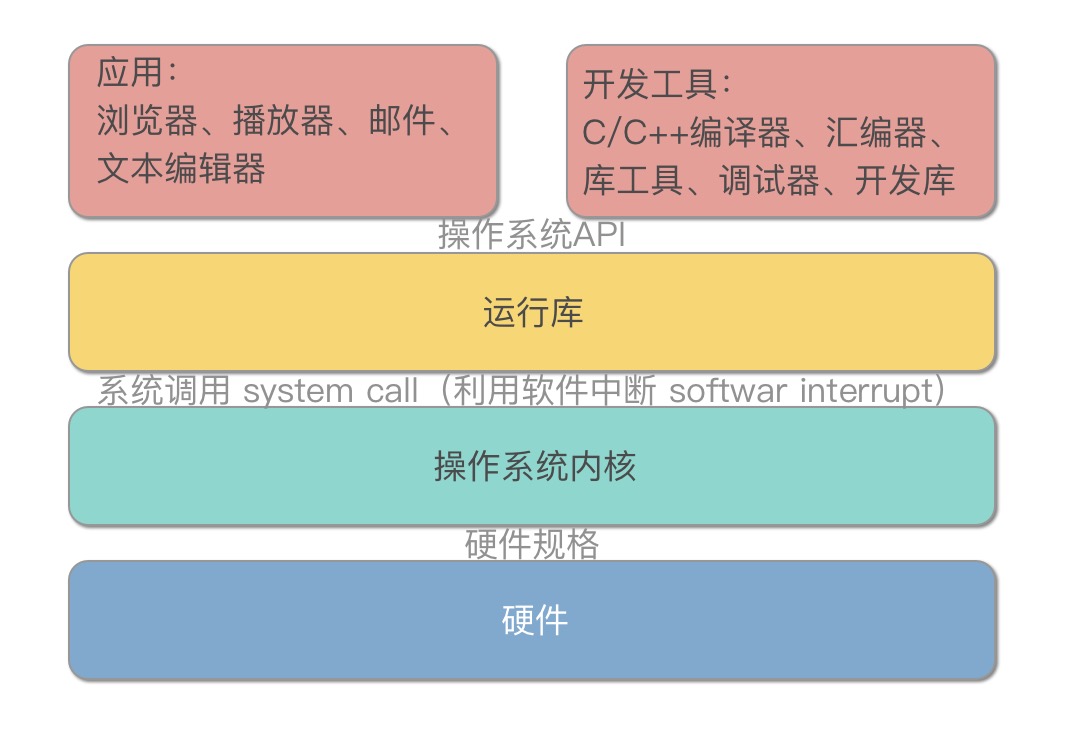 应用：
浏览器、播放器、邮件、
文本编辑器
开发工具：
C/C++编译器、汇编器、
库工具、调试器、开发库
操作系统API
运行库
系统调用 system call（利用软件中断 softwar interrupt）
操作系统内核
硬件规格
硬件